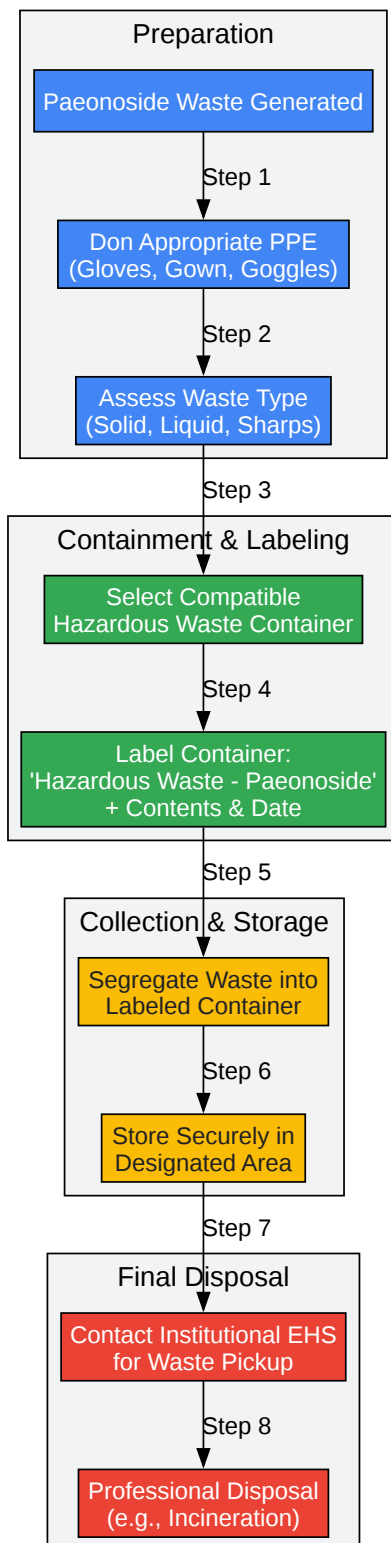 Preparation
Paeonoside Waste Generated
Step 1
Don Appropriate PPE
(Gloves, Gown, Goggles)
Step 2
Assess Waste Type
(Solid, Liquid, Sharps)
Step 3
Containment & Labeling
Select Compatible
Hazardous Waste Container
Step 4
Label Container:
'Hazardous Waste - Paeonoside'
+ Contents & Date
Step 5
Collection & Storage
Segregate Waste into
Labeled Container
Step 6
Store Securely in
Designated Area
Step 7
Final Disposal
Contact Institutional EHS
for Waste Pickup
Step 8
Professional Disposal
(e.g., Incineration)